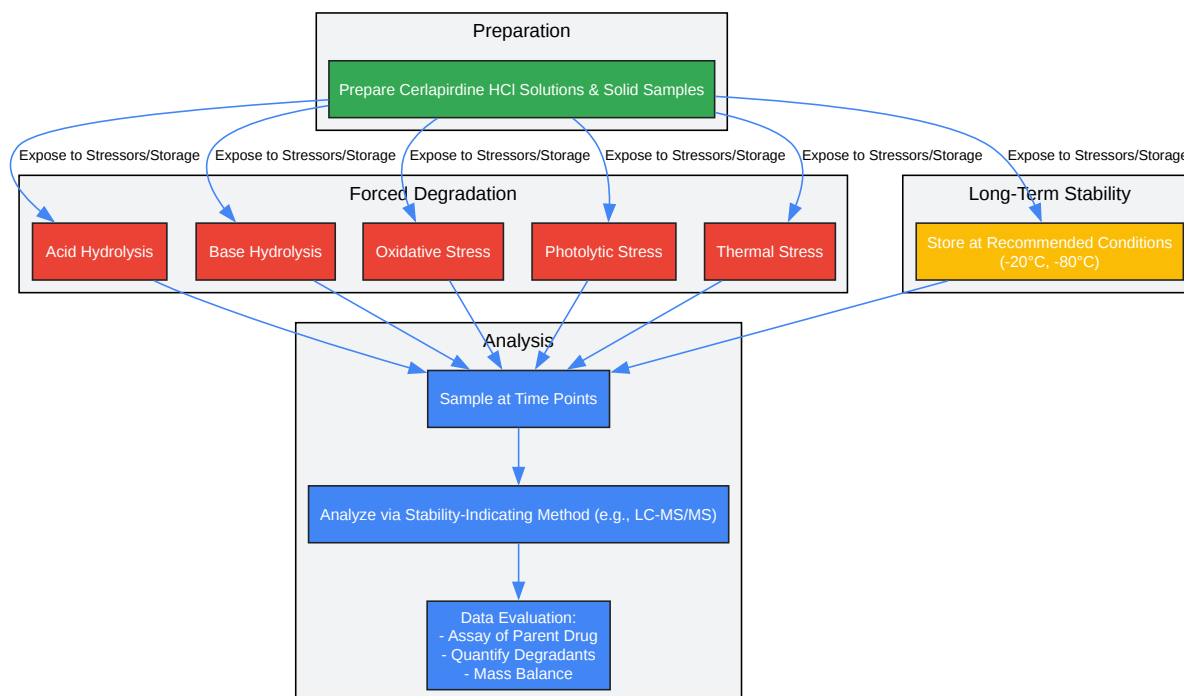 Preparation
Prepare Cerlapirdine HCl Solutions & Solid Samples
Expose to Stressors/Storage
Expose to Stressors/Storage
Expose to Stressors/Storage
Expose to Stressors/Storage
Expose to Stressors/Storage
Expose to Stressors/Storage
Forced Degradation
Long-Term Stability
Acid Hydrolysis
Base Hydrolysis
Oxidative Stress
Photolytic Stress
Thermal Stress
Store at Recommended Conditions
(-20°C, -80°C)
Analysis
Sample at Time Points
Analyze via Stability-Indicating Method (e.g., LC-MS/MS)
Data Evaluation:
- Assay of Parent Drug
- Quantify Degradants
- Mass Balance